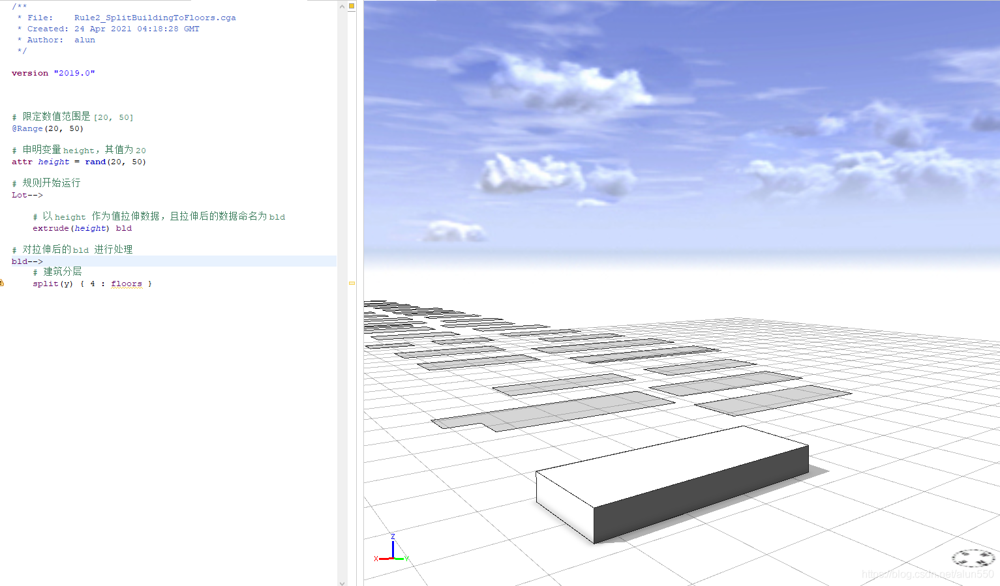 /**
 * File:    Rule2_SplitBuildingToFloors.cga
 * Created: 24 Apr 2021 04:18:28 GMT
 * Author:  alun
 */
version "2019.0"
# 限定数值范围是 [20, 50]
@Range(20, 50)
# 申明变量 height，其值为 20
attr height = rand(20, 50)
# 规则开始运行
Lot-->
# 以 height 作为值拉伸数据，且拉伸后的数据命名为 bld
extrude(height) bld
# 对拉伸后的 bld 进行处理
bld-->
# 建筑分层
split(y) { 4 : floors }
Z
X
Y
https://blog.csdn.net/alun550